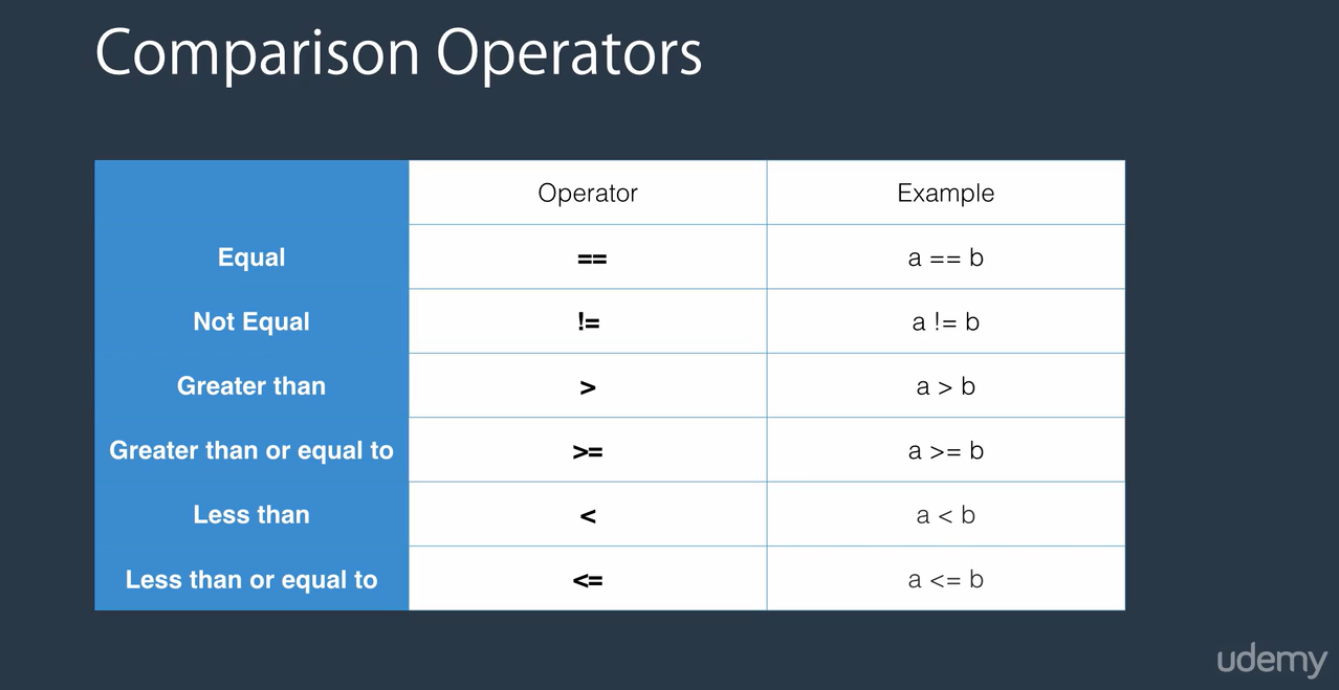 Comparison Operators
Operator Example
Equal == a == b
Not Equal != a != b
Greater than > a > b
Greater than or equal to >= a >= b
Less than < a < b
Less than or equal to <= a <= b
udemy